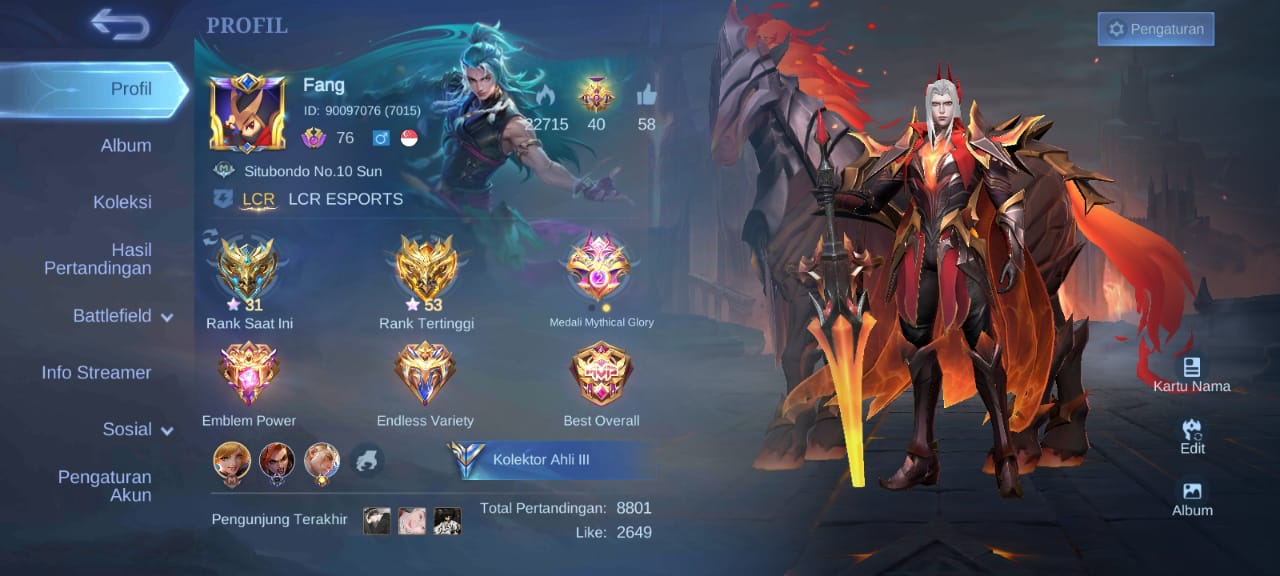 PROFIL
Pengaturan
Profil
Album
Koleksi
Hasil
Pertandingan
Battlefield
Info Streamer
Sosial
Pengaturan
Akun
Fang
ID: 90097076 (7015)
76
22715
40
58
Situbondo No.10 Sun
LCR LCR ESPORTS
31
Rank Saat Ini
53
Rank Tertinggi
2
Medali Mythical Glory
Emblem Power
Endless Variety
Best Overall
Kolektor Ahli III
Pengunjung Terakhir
Total Pertandingan: 8801
Like: 2649
Kartu Nama
Edit
Album